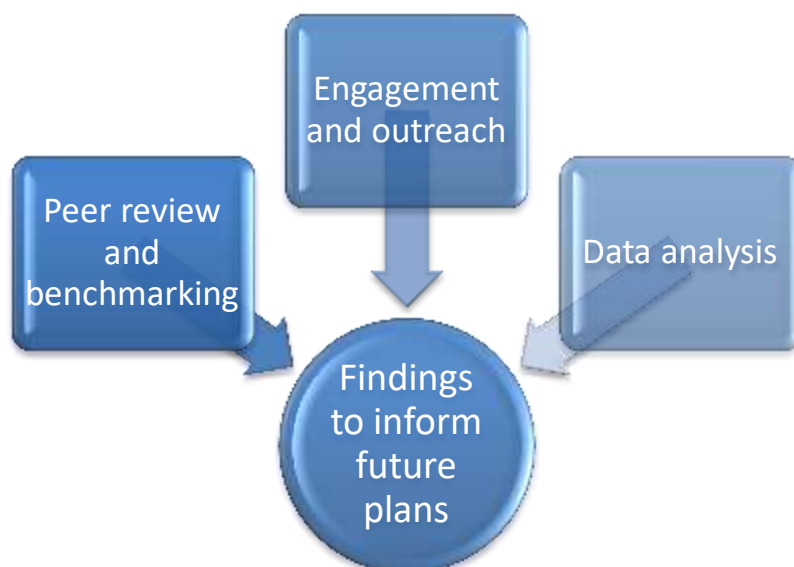 Engagement
and outreach
Peer review
and
benchmarking
Data analysis
Findings
to inform
future
plans